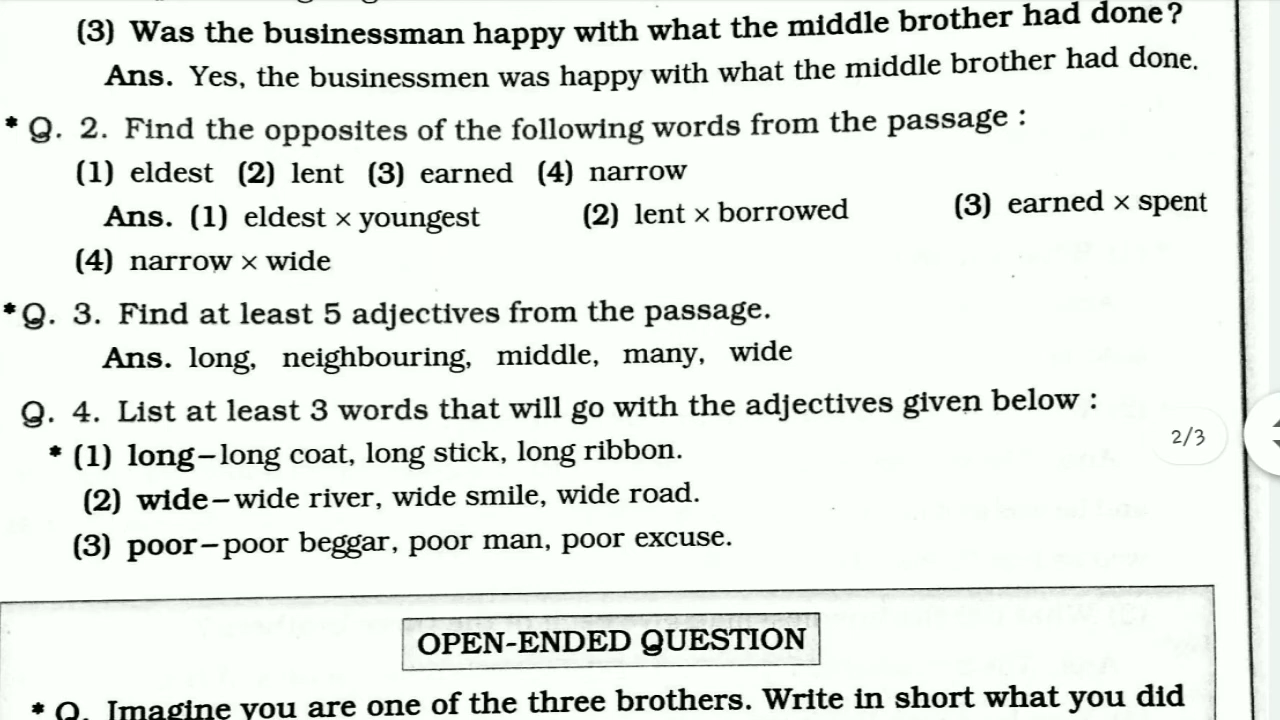 (3) Was the businessman happy with what the middle brother had done?
Ans. Yes, the businessmen was happy with what the middle brother had done.
* Q. 2. Find the opposites of the following words from the passage :
(1) eldest (2) lent (3) earned (4) narrow
Ans. (1) eldest × youngest (2) lent × borrowed (3) earned × spent
(4) narrow × wide
* Q. 3. Find at least 5 adjectives from the passage.
Ans. long, neighbouring, middle, many, wide
Q. 4. List at least 3 words that will go with the adjectives given below :
* (1) long–long coat, long stick, long ribbon.
2/3
(2) wide–wide river, wide smile, wide road.
(3) poor–poor beggar, poor man, poor excuse.
OPEN-ENDED QUESTION
* Q. Imagine you are one of the three brothers. Write in short what you did